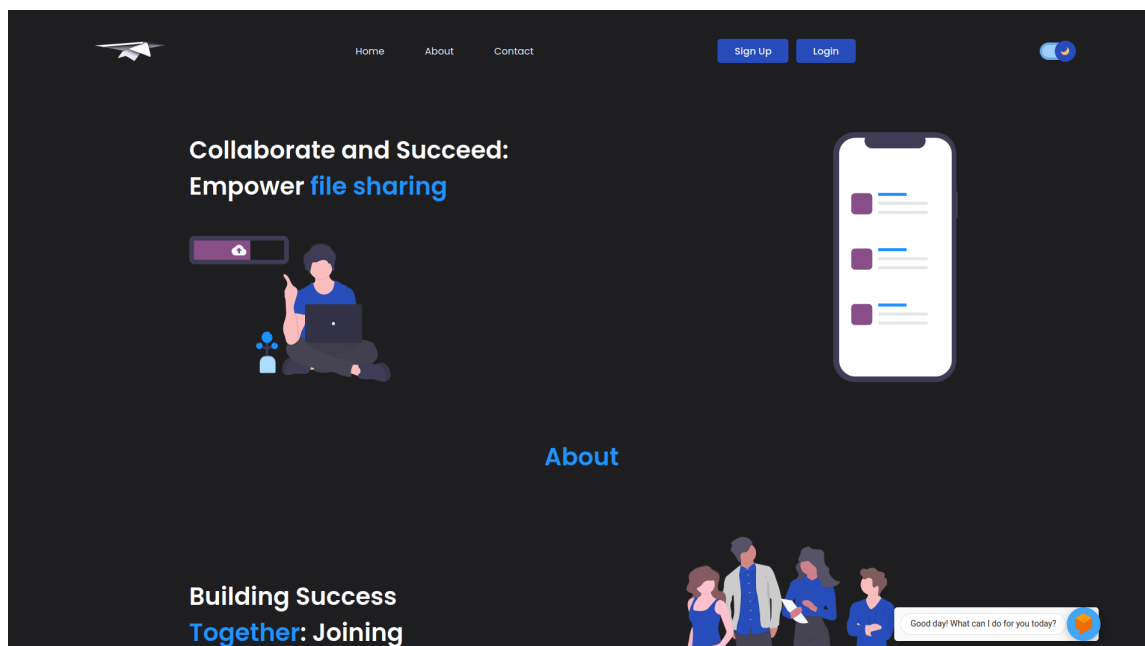 Home About Contact Sign Up Login
Collaborate and Succeed:
Empower file sharing
About
Building Success
Together: Joining
Good day! What can I do for you today?